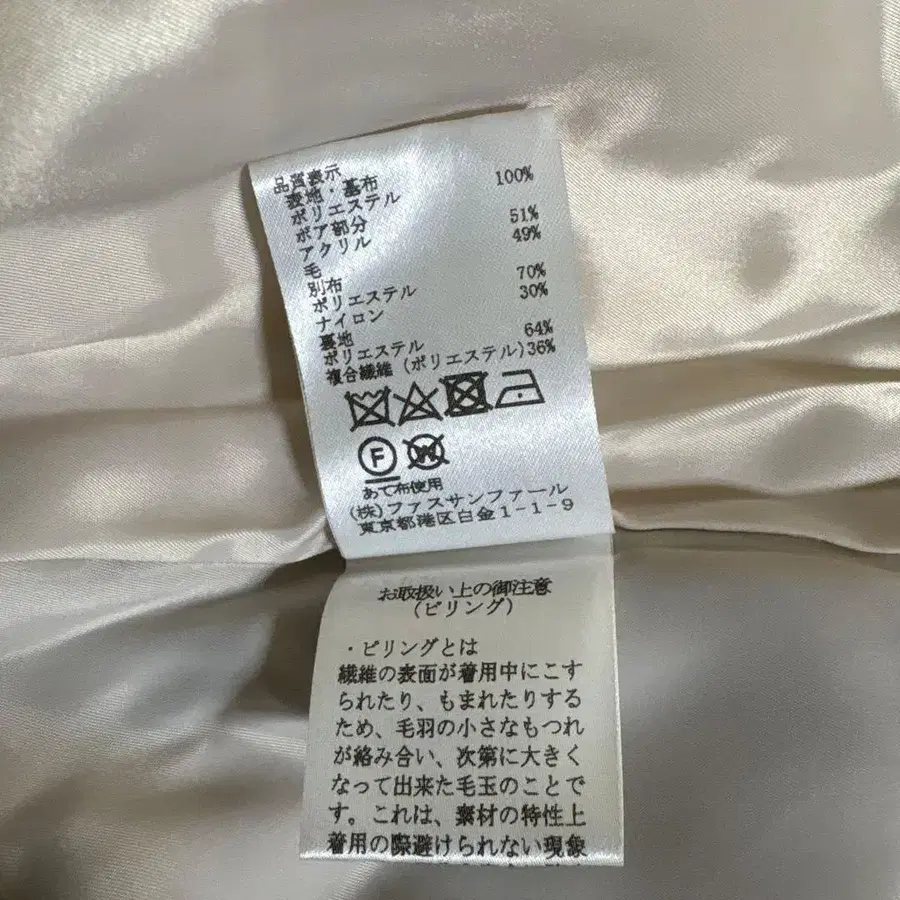 品質表示
表地・基布
ポリエステル 100%
ボア部分
アクリル 51%
毛 49%
別布
ポリエステル 70%
ナイロン 30%
裏地
ポリエステル 64%
複合繊維(ポリエステル)36%
F
W
あて布使用
(株)ファスサンファール
東京都港区白金1-1-9
お取扱い上の御注意
(ピリング)
・ピリングとは
繊維の表面が着用中にこす
られたり、もまれたりする
ため、毛羽の小さなもつれ
が絡み合い、次第に大きく
なって出来た毛玉のことで
す。これは、素材の特性上
着用の際避けられない現象